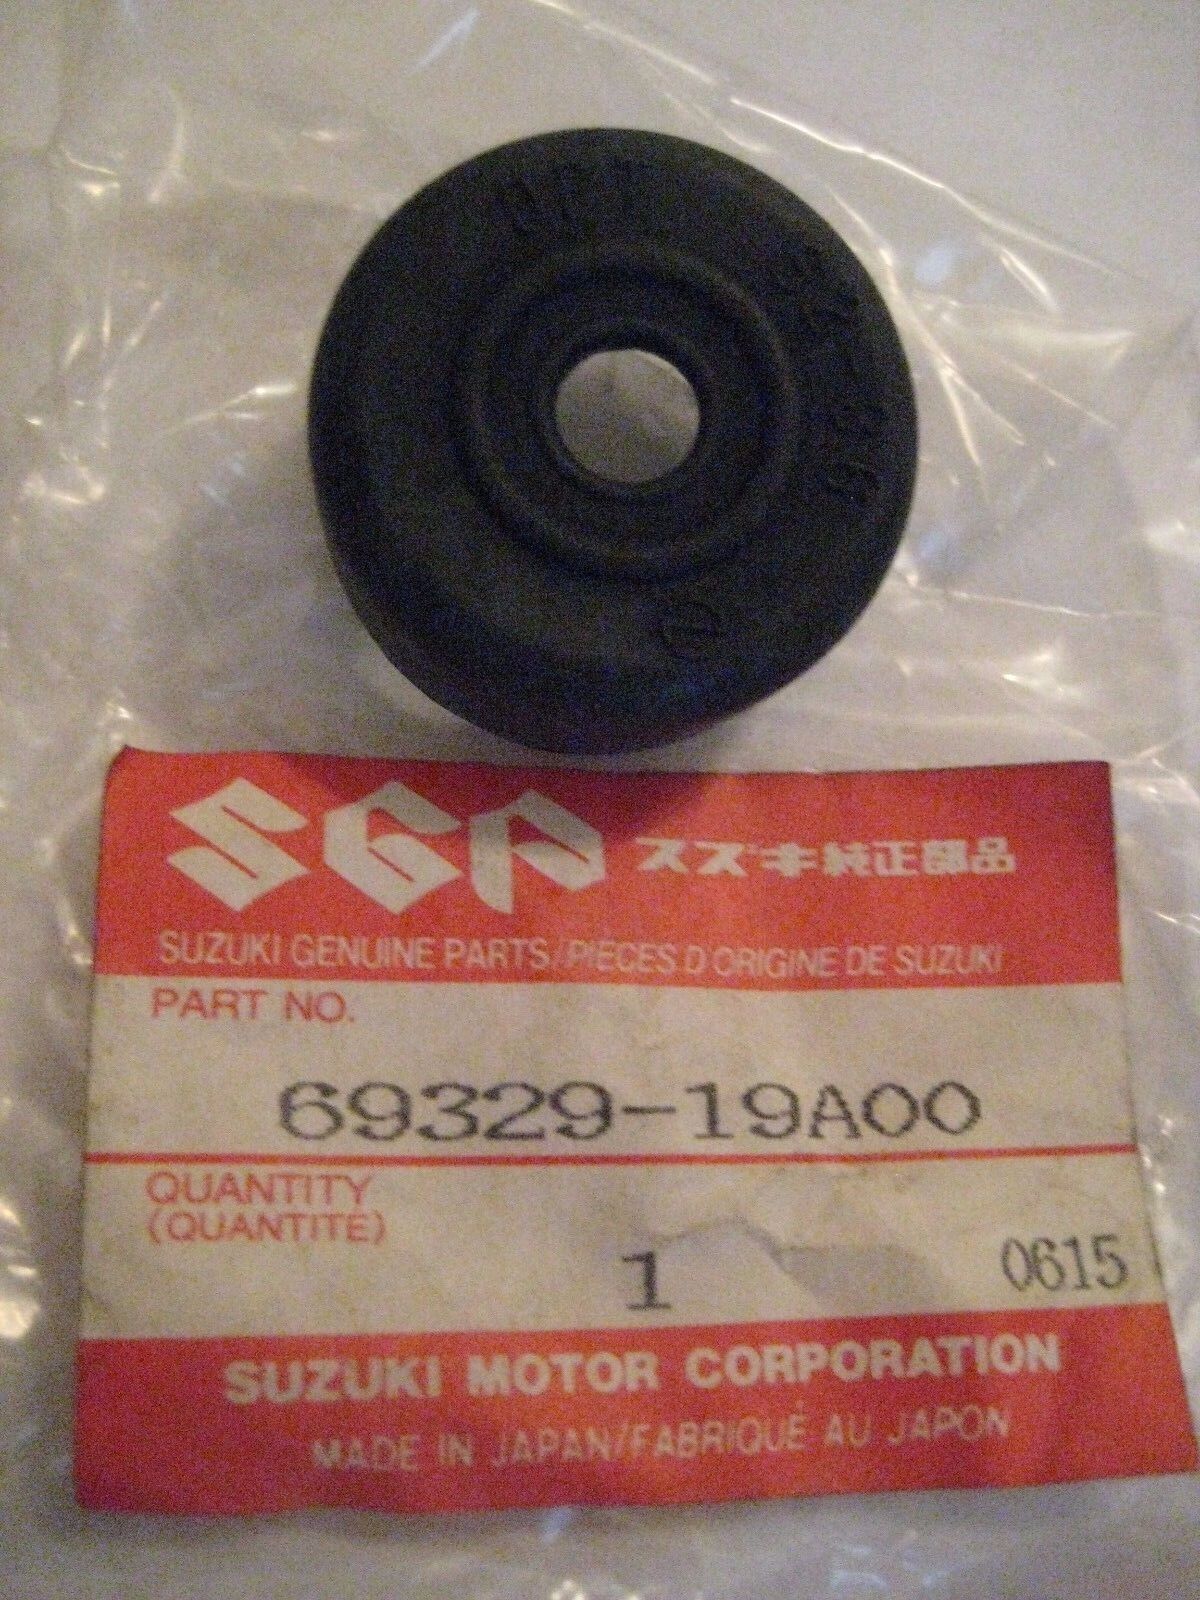 SGP スズキ純正部品
SUZUKI GENUINE PARTS/PIÈCES D'ORIGINE DE SUZUKI
PART NO.
69329-19A00
QUANTITY
(QUANTITE)
1 0615
SUZUKI MOTOR CORPORATION
MADE IN JAPAN/FABRIQUÉ AU JAPON